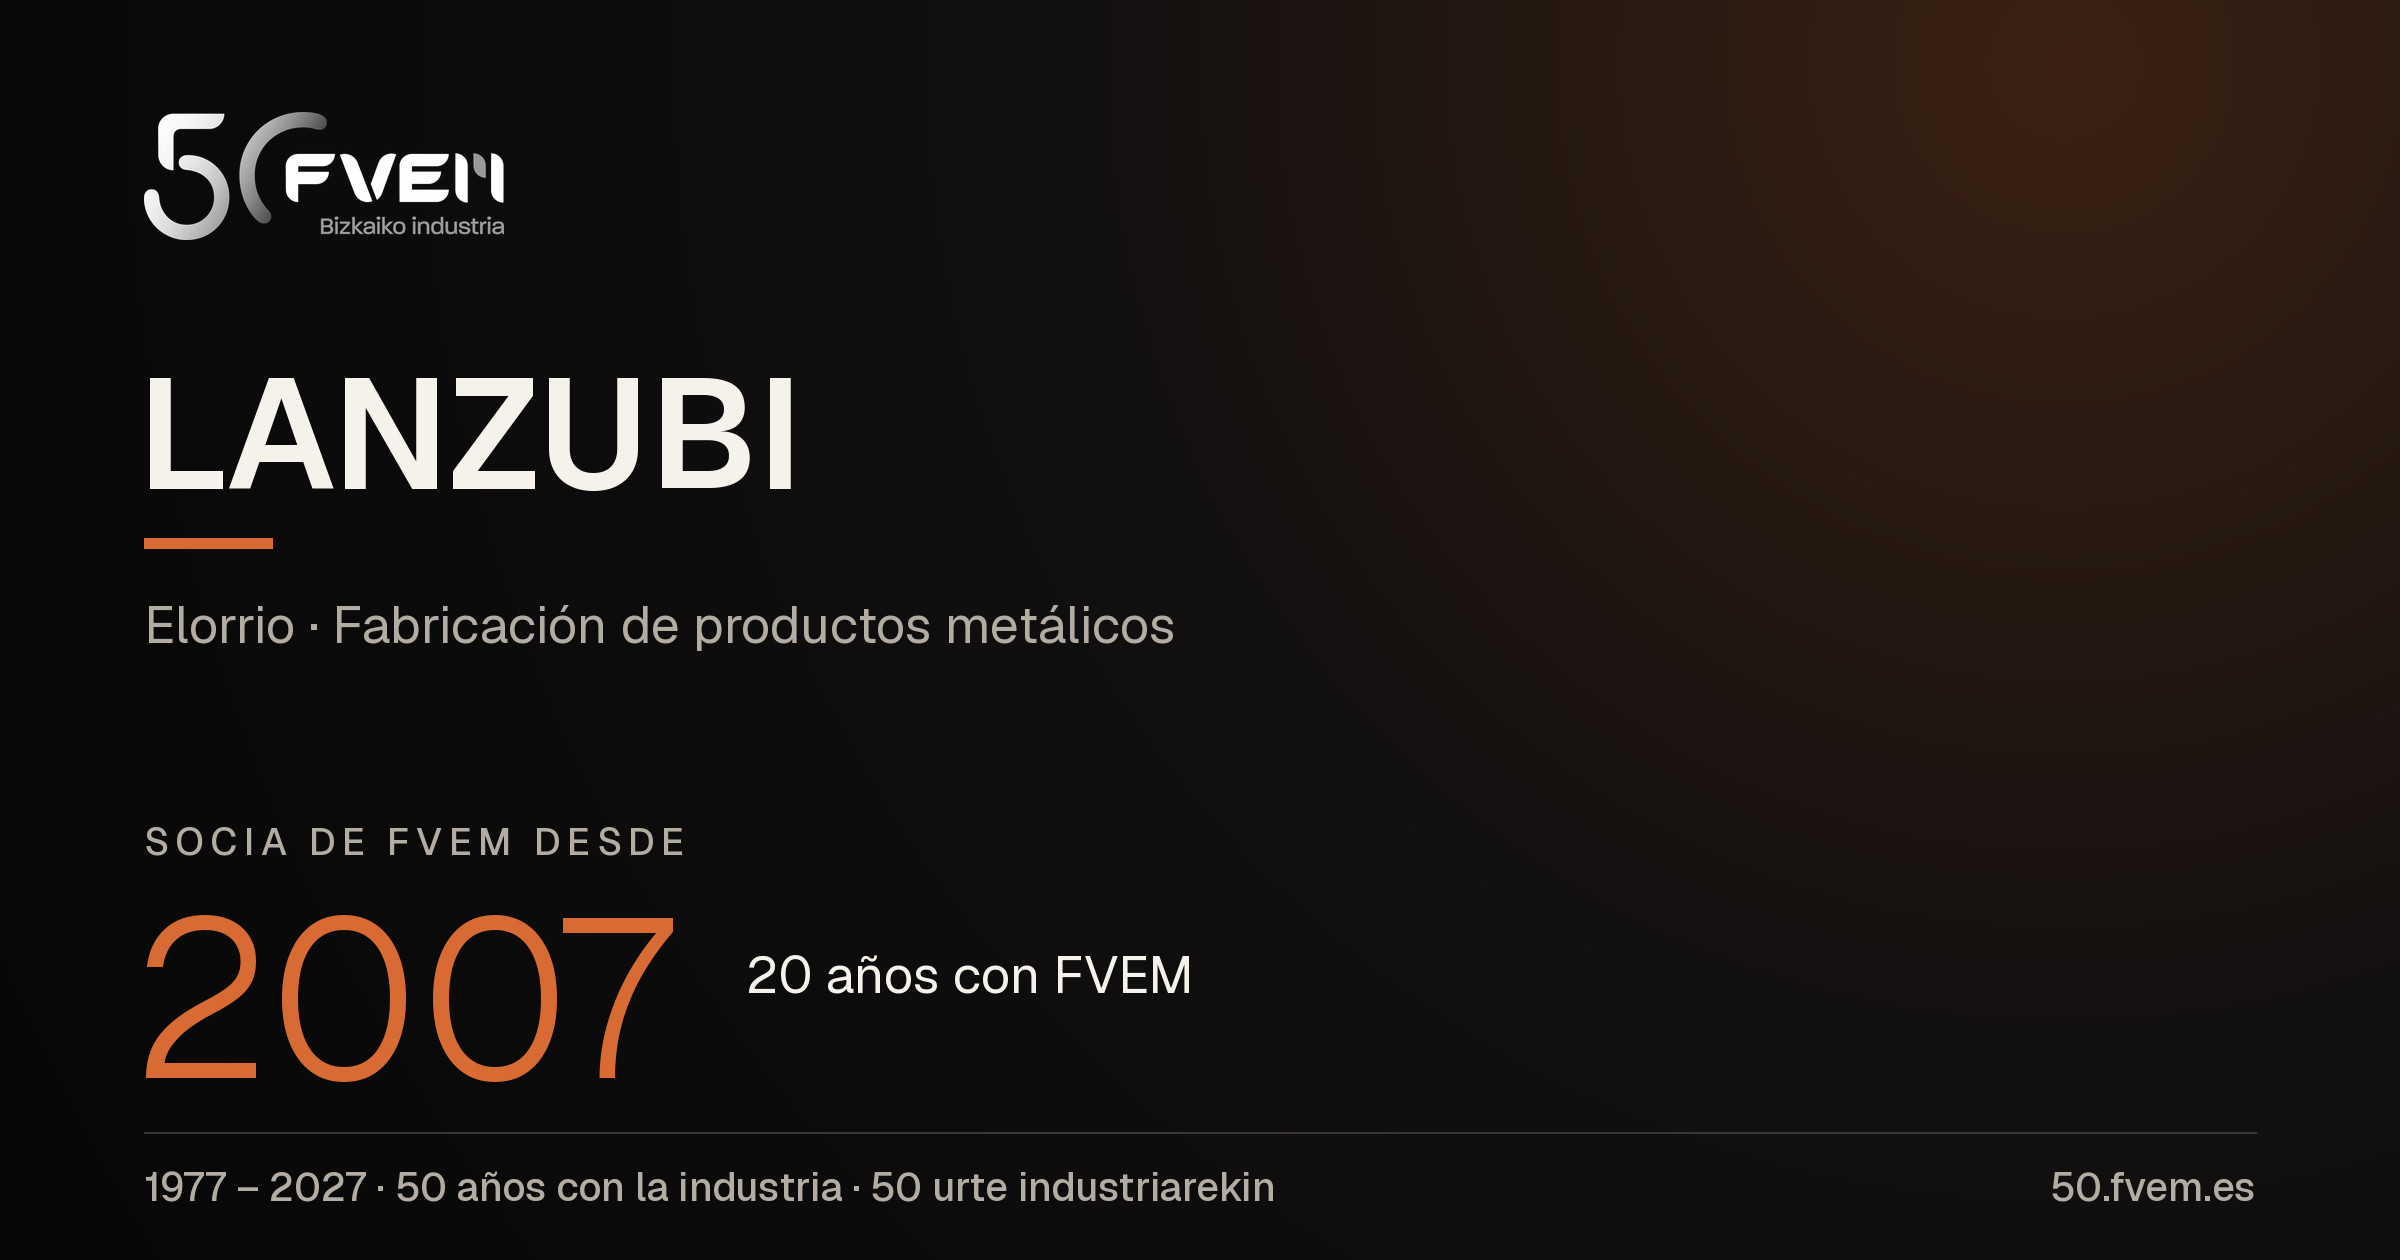 50 FVEM
Bizkaiko industria
LANZUBI
Elorrio · Fabricación de productos metálicos
SOCIA DE FVEM DESDE
2007
20 años con FVEM
1977 – 2027 · 50 años con la industria · 50 urte industriarekin
50.fvem.es